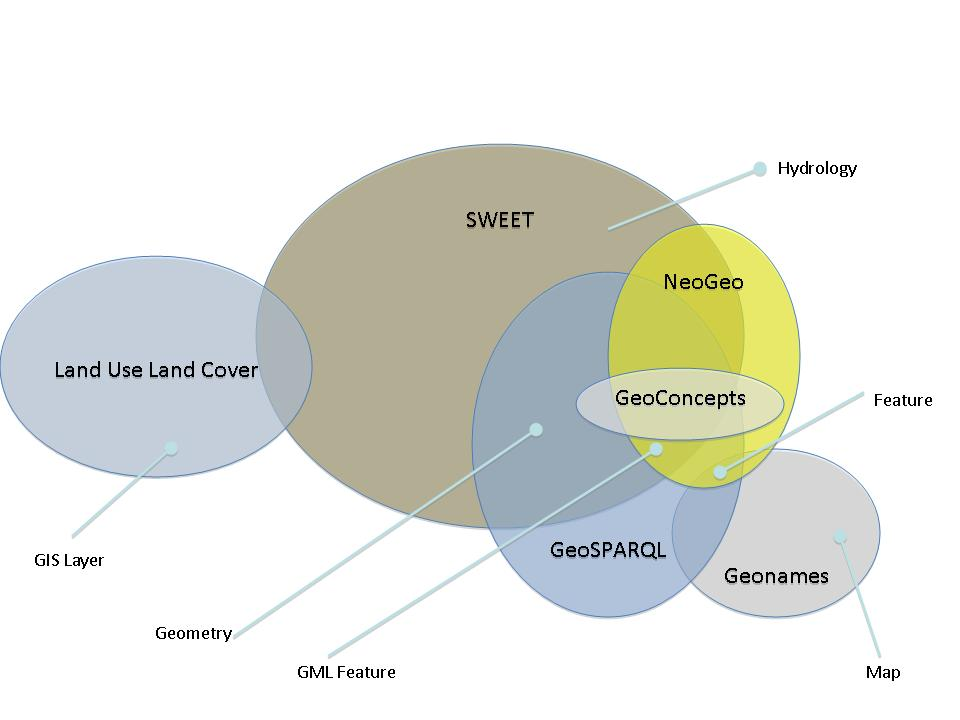 Hydrology
SWEET
NeoGeo
Land Use Land Cover
GeoConcepts
Feature
GeoSPARQL
GIS Layer
Geonames
Geometry
GML Feature
Map